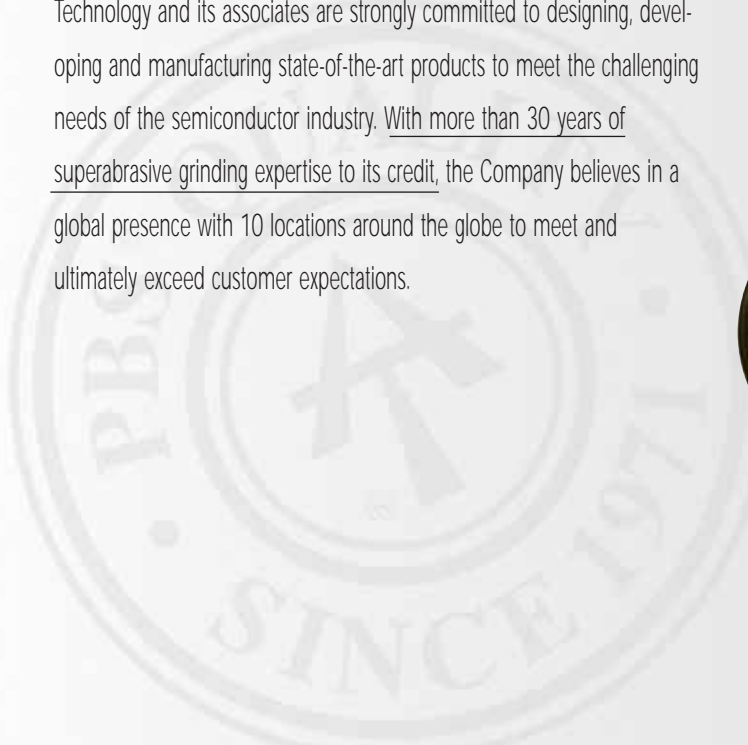 Technology and its associates are strongly committed to designing, devel-
oping and manufacturing state-of-the-art products to meet the challenging
needs of the semiconductor industry. With more than 30 years of
superabrasive grinding expertise to its credit, the Company believes in a
global presence with 10 locations around the globe to meet and
ultimately exceed customer expectations.
PBS QUALITY
SINCE 1971